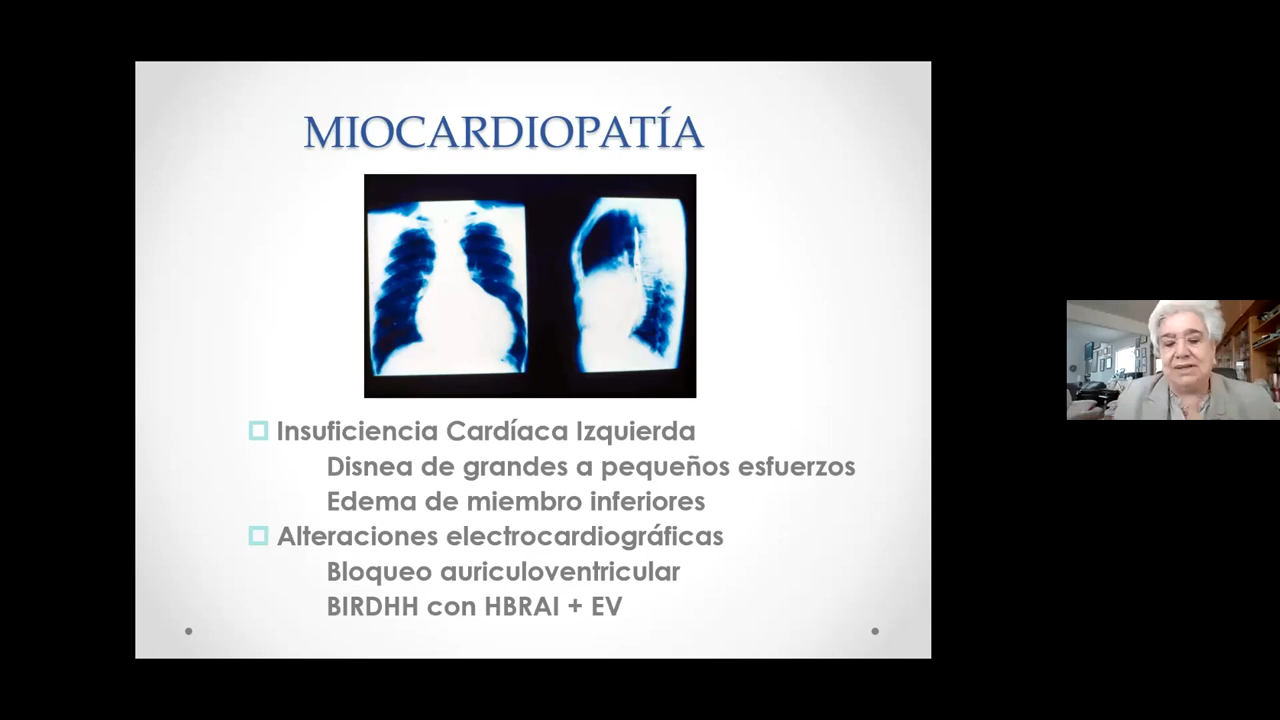 MIOCARDIOPATÍA
Insuficiencia Cardíaca Izquierda
Disnea de grandes a pequeños esfuerzos
Edema de miembro inferiores
Alteraciones electrocardiográficas
Bloqueo auriculoventricular
BIRDHH con HBRAI + EV